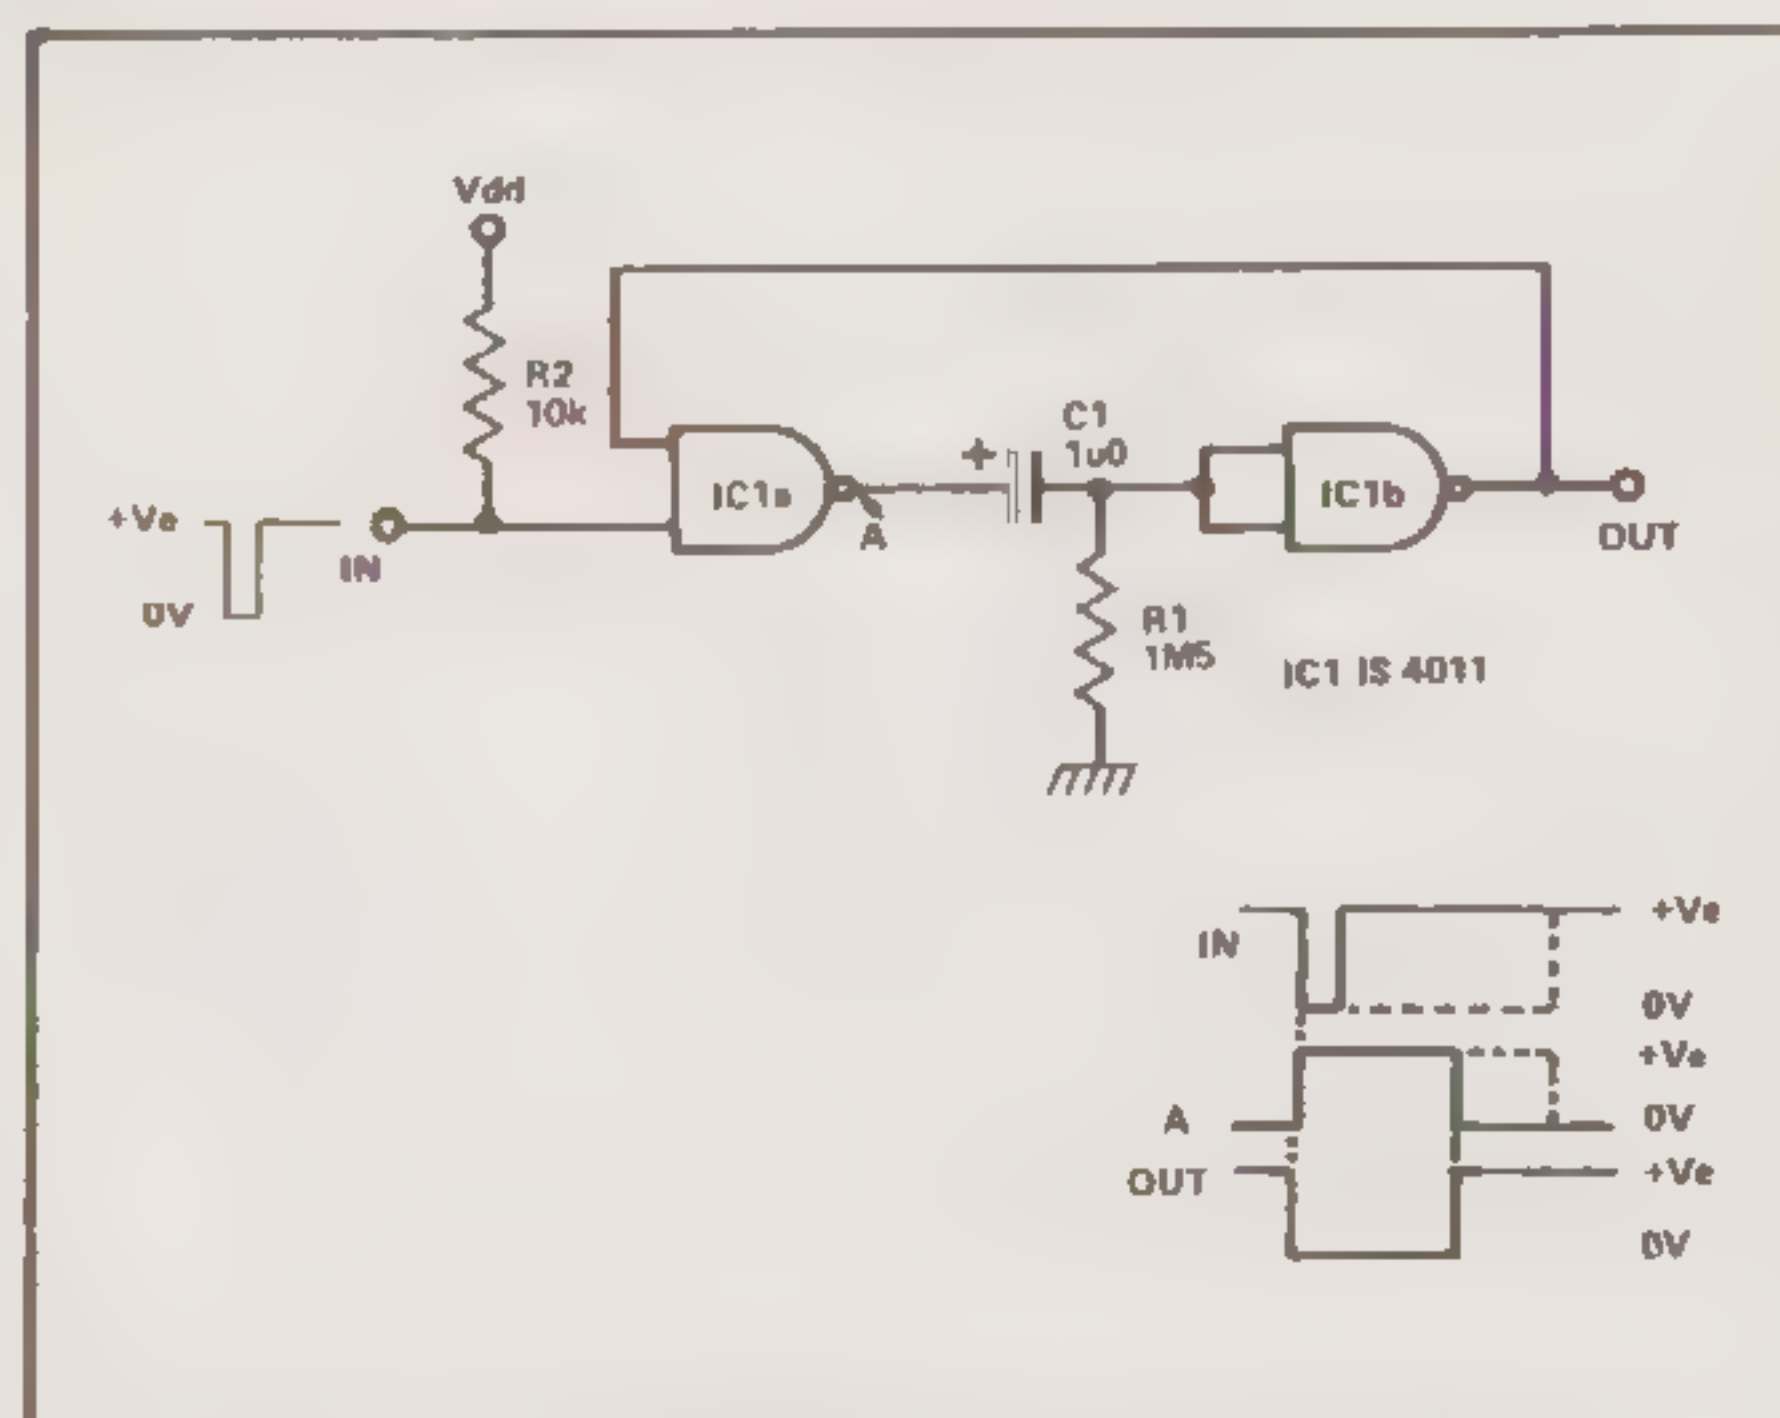 Vdd
R2
10k
+Ve
0V
IN
IC1a
A
+
C1
1u0
IC1b
OUT
R1
1M5
IC1 IS 4011
IN
+Ve
0V
+Ve
A
0V
OUT
+Ve
0V